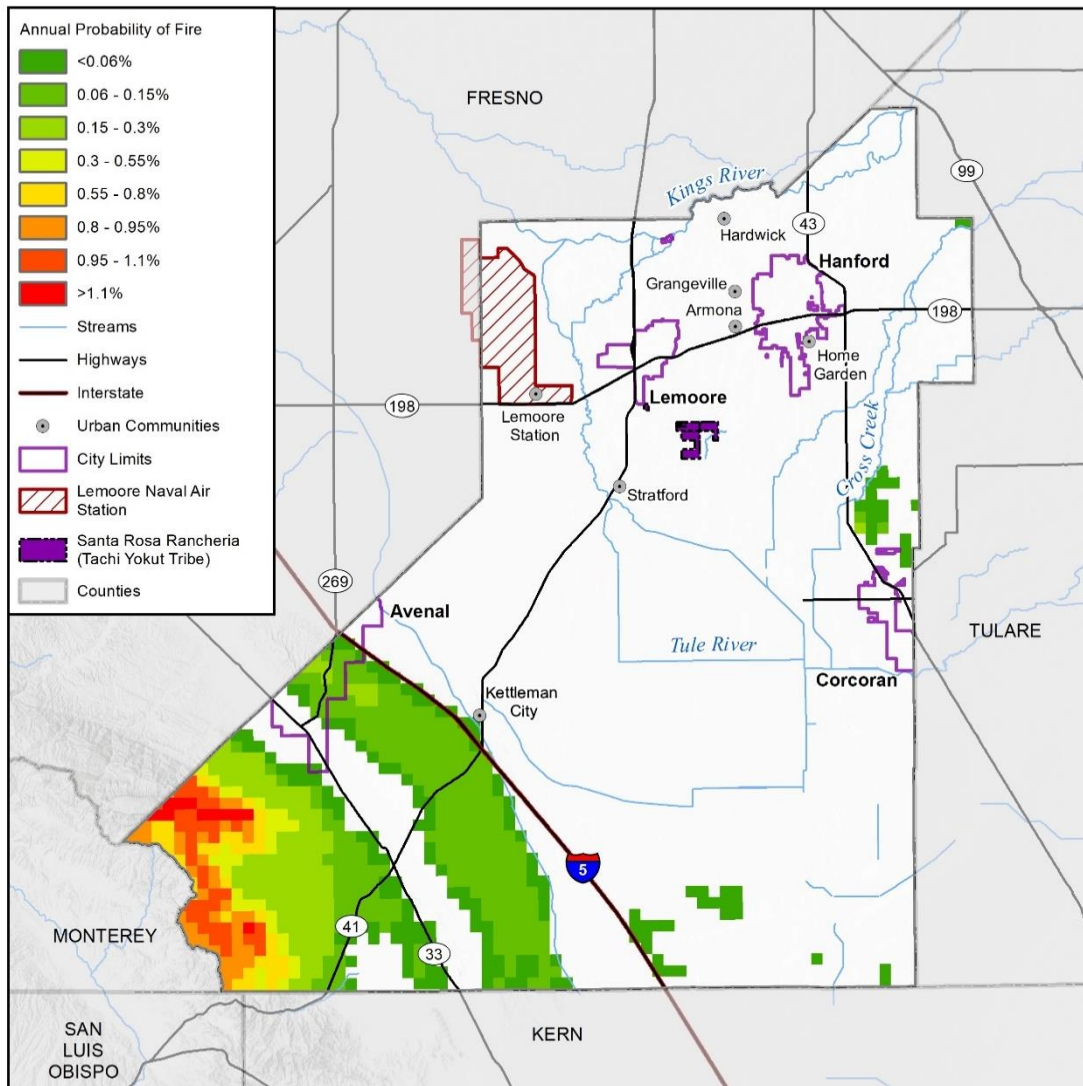 Annual Probability of Fire
<0.06%
0.06 - 0.15%
0.15 - 0.3%
0.3 - 0.55%
0.55 - 0.8%
0.8 - 0.95%
0.95 - 1.1%
>1.1%
Streams
Highways
Interstate
Urban Communities
City Limits
Lemoore Naval Air
Station
Santa Rosa Rancheria
(Tachi Yokut Tribe)
Counties
FRESNO
99
Kings River
43
Hardwick
Hanford
Grangeville
Armona
198
Home
Garden
198
Lemoore
Station
Lemoore
Cross Creek
Stratford
269
Avenal
TULARE
Tule River
Corcoran
Kettleman
City
5
MONTEREY
41
33
SAN
LUIS
OBISPO
KERN